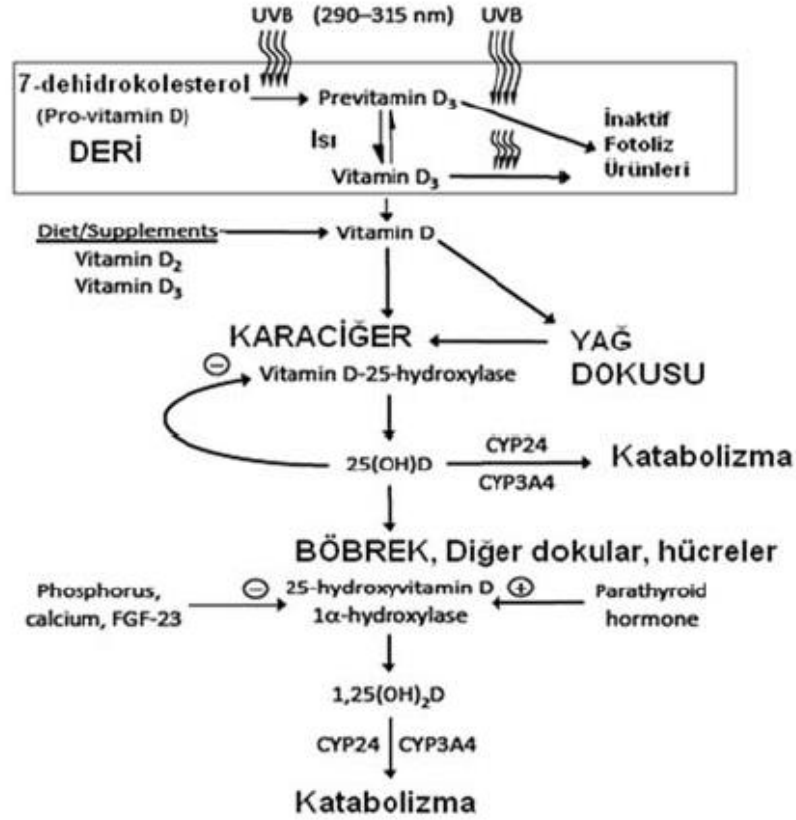 UVB (290–315 nm) UVB
7-dehidrokolesterol
(Pro-vitamin D)
DERİ
Previtamin D₃
Isı
Vitamin D₃
İnaktif
Fotoliz
Ürünleri
Diet/Supplements
Vitamin D₂
Vitamin D₃
Vitamin D
KARACİĞER
YAĞ
DOKUSU
⊖ Vitamin D-25-hydroxylase
25(OH)D
CYP24
CYP3A4
Katabolizma
BÖBREK, Diğer dokular, hücreler
Phosphorus,
calcium, FGF-23
⊖ 25-hydroxyvitamin D ⊕
1α-hydroxylase
Parathyroid
hormone
1,25(OH)₂D
CYP24 CYP3A4
Katabolizma